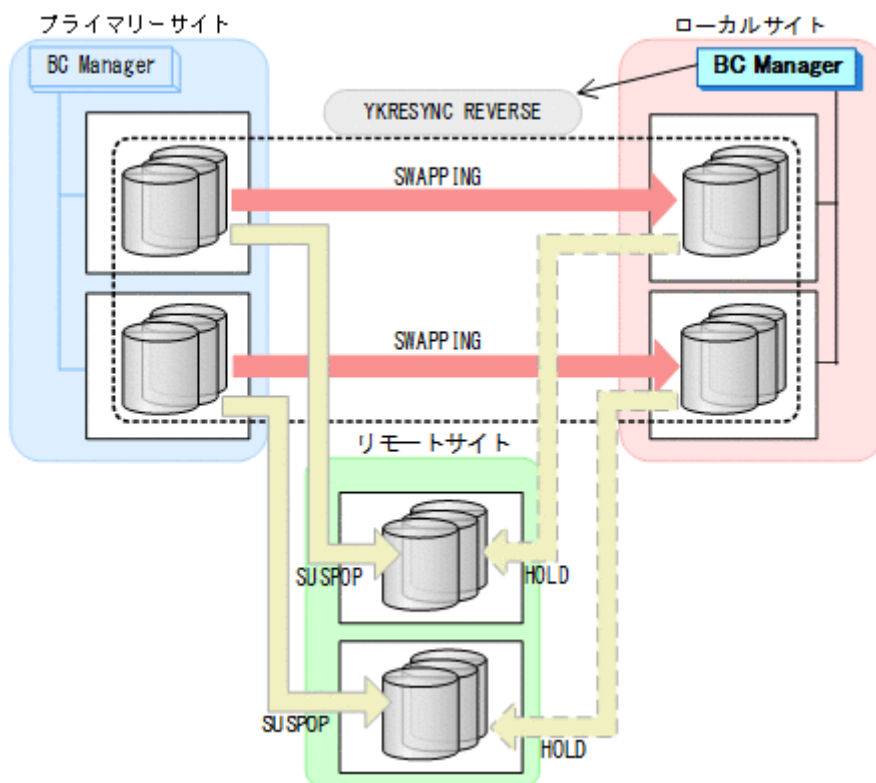 プライマリーサイト
ローカルサイト
BC Manager
BC Manager
YKRESYNC REVERSE
SWAPPING
SWAPPING
リモートサイト
SUSPOP
HOLD
SUSPOP
HOLD